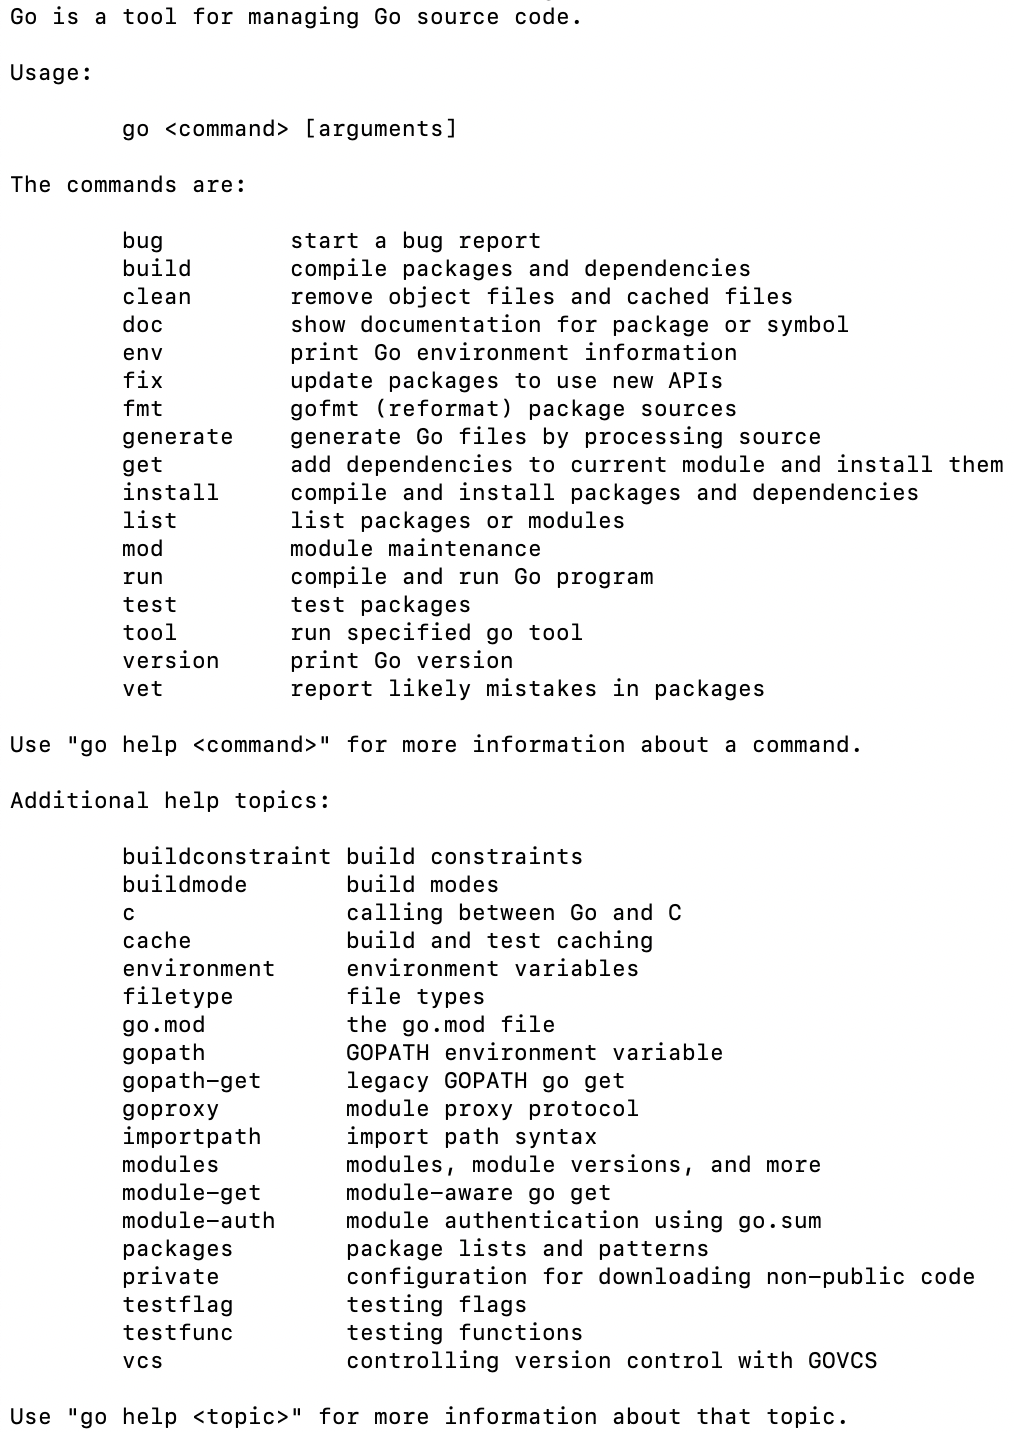 Go is a tool for managing Go source code.

Usage:

        go <command> [arguments]

The commands are:

        bug         start a bug report
        build       compile packages and dependencies
        clean       remove object files and cached files
        doc         show documentation for package or symbol
        env         print Go environment information
        fix         update packages to use new APIs
        fmt         gofmt (reformat) package sources
        generate    generate Go files by processing source
        get         add dependencies to current module and install them
        install     compile and install packages and dependencies
        list        list packages or modules
        mod         module maintenance
        run         compile and run Go program
        test        test packages
        tool        run specified go tool
        version     print Go version
        vet         report likely mistakes in packages

Use "go help <command>" for more information about a command.

Additional help topics:

        buildconstraint build constraints
        buildmode       build modes
        c               calling between Go and C
        cache           build and test caching
        environment     environment variables
        filetype        file types
        go.mod          the go.mod file
        gopath          GOPATH environment variable
        gopath-get      legacy GOPATH go get
        goproxy         module proxy protocol
        importpath      import path syntax
        modules         modules, module versions, and more
        module-get      module-aware go get
        module-auth     module authentication using go.sum
        packages        package lists and patterns
        private         configuration for downloading non-public code
        testflag        testing flags
        testfunc        testing functions
        vcs             controlling version control with GOVCS

Use "go help <topic>" for more information about that topic.